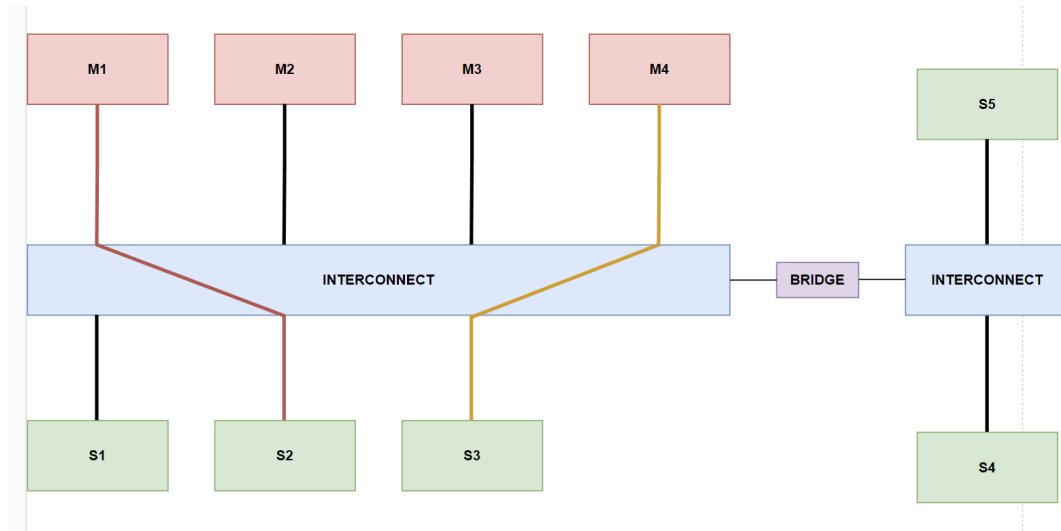 M1
M2
M3
M4
S5
INTERCONNECT
BRIDGE
INTERCONNECT
S1
S2
S3
S4